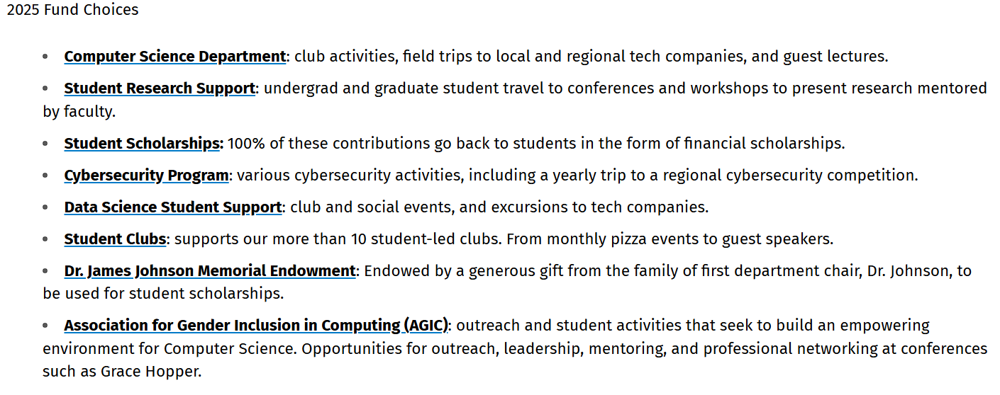 2025 Fund Choices
• Computer Science Department: club activities, field trips to local and regional tech companies, and guest lectures.
• Student Research Support: undergrad and graduate student travel to conferences and workshops to present research mentored
by faculty.
• Student Scholarships: 100% of these contributions go back to students in the form of financial scholarships.
• Cybersecurity Program: various cybersecurity activities, including a yearly trip to a regional cybersecurity competition.
• Data Science Student Support: club and social events, and excursions to tech companies.
• Student Clubs: supports our more than 10 student-led clubs. From monthly pizza events to guest speakers.
• Dr. James Johnson Memorial Endowment: Endowed by a generous gift from the family of first department chair, Dr. Johnson, to
be used for student scholarships.
• Association for Gender Inclusion in Computing (AGIC): outreach and student activities that seek to build an empowering
environment for Computer Science. Opportunities for outreach, leadership, mentoring, and professional networking at conferences
such as Grace Hopper.